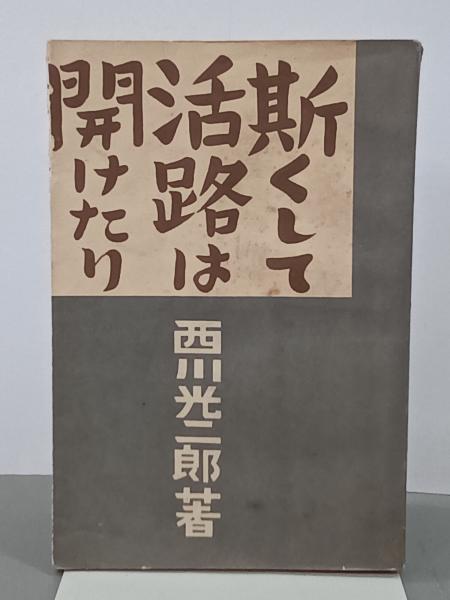 斯くして
活路は
開けたり
西川光二郎著